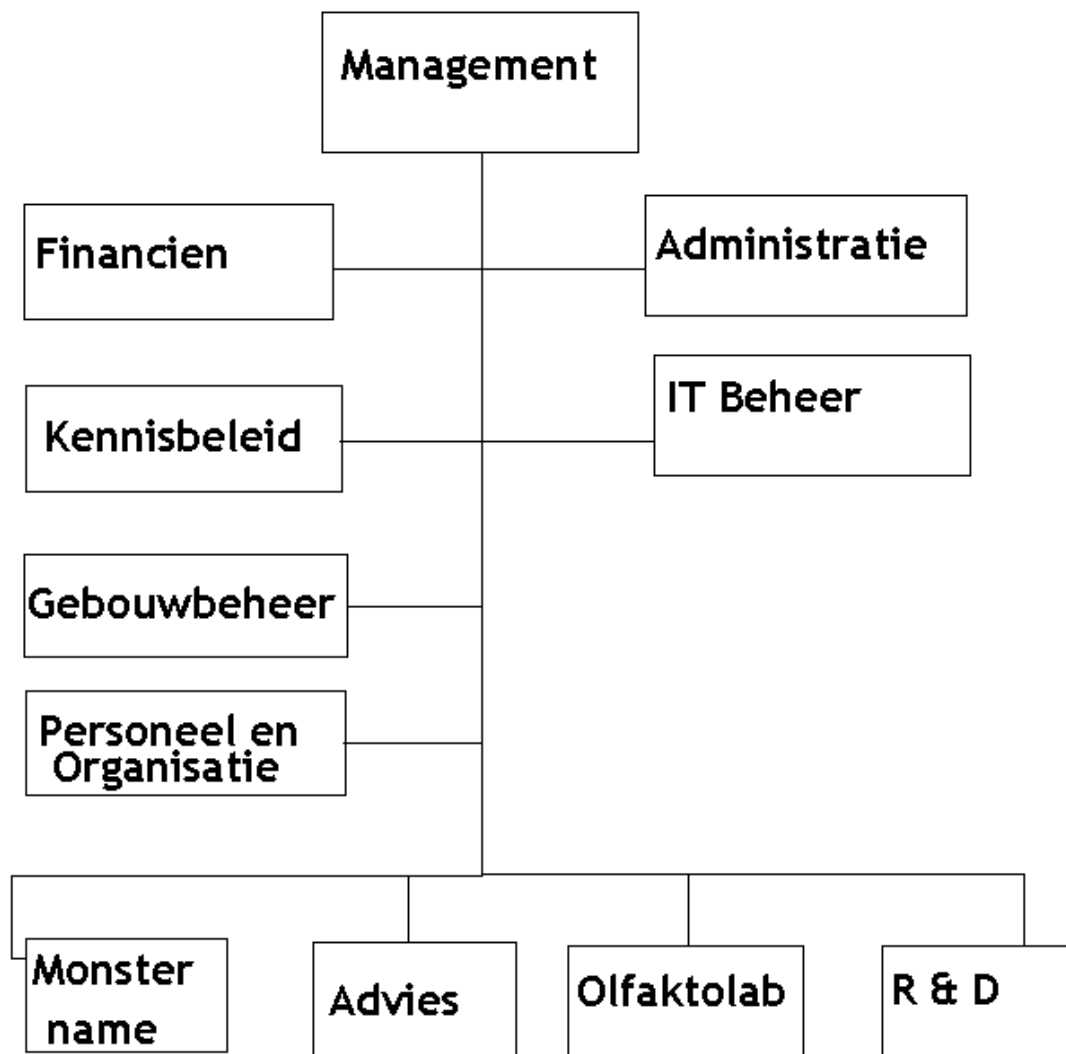 Management
Financien
Administratie
Kennisbeleid
IT Beheer
Gebouwbeheer
Personeel en
Organisatie
Monster
name
Advies
Olfaktolab
R & D